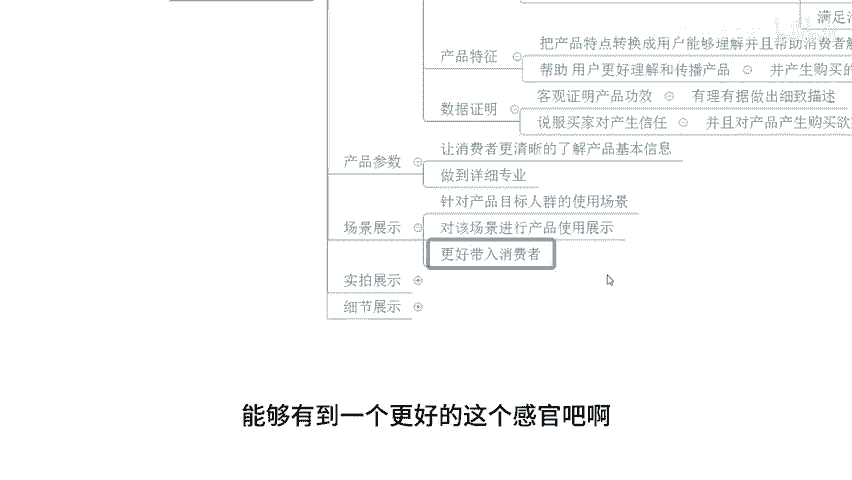 满足
产品特征
把产品特点转换成用户能够理解并且帮助消费者
帮助 用户更好理解和传播产品
并产生购买的
数据证明
客观证明产品功效
有理有据做出细致描述
说服买家对产生信任
并且对产品产生购买欲
产品参数
让消费者更清晰的了解产品基本信息
做到详细专业
场景展示
针对产品目标人群的使用场景
对该场景进行产品使用展示
更好带入消费者
实拍展示
细节展示
能够有到一个更好的这个感官吧啊